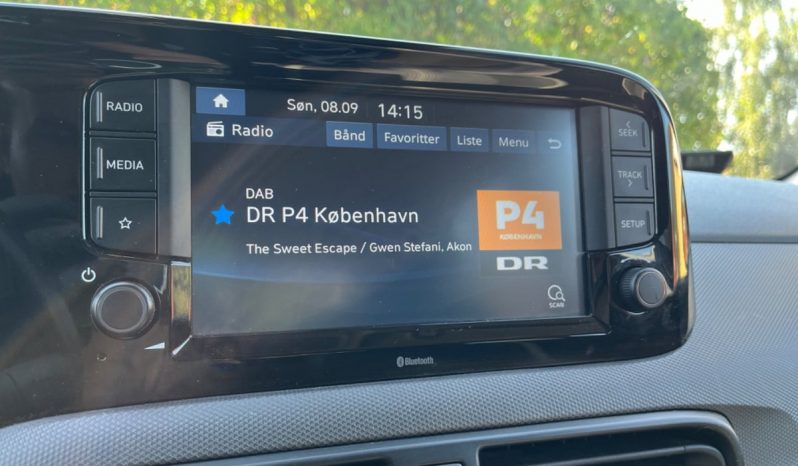 RADIO
MEDIA
Søn, 08.09 14:15
Radio Bånd Favoritter Liste Menu
DAB
DR P4 København
The Sweet Escape / Gwen Stefani, Akon
P4
KØBENHAVN
DR
SCAN
< SEEK
TRACK >
SETUP
Bluetooth